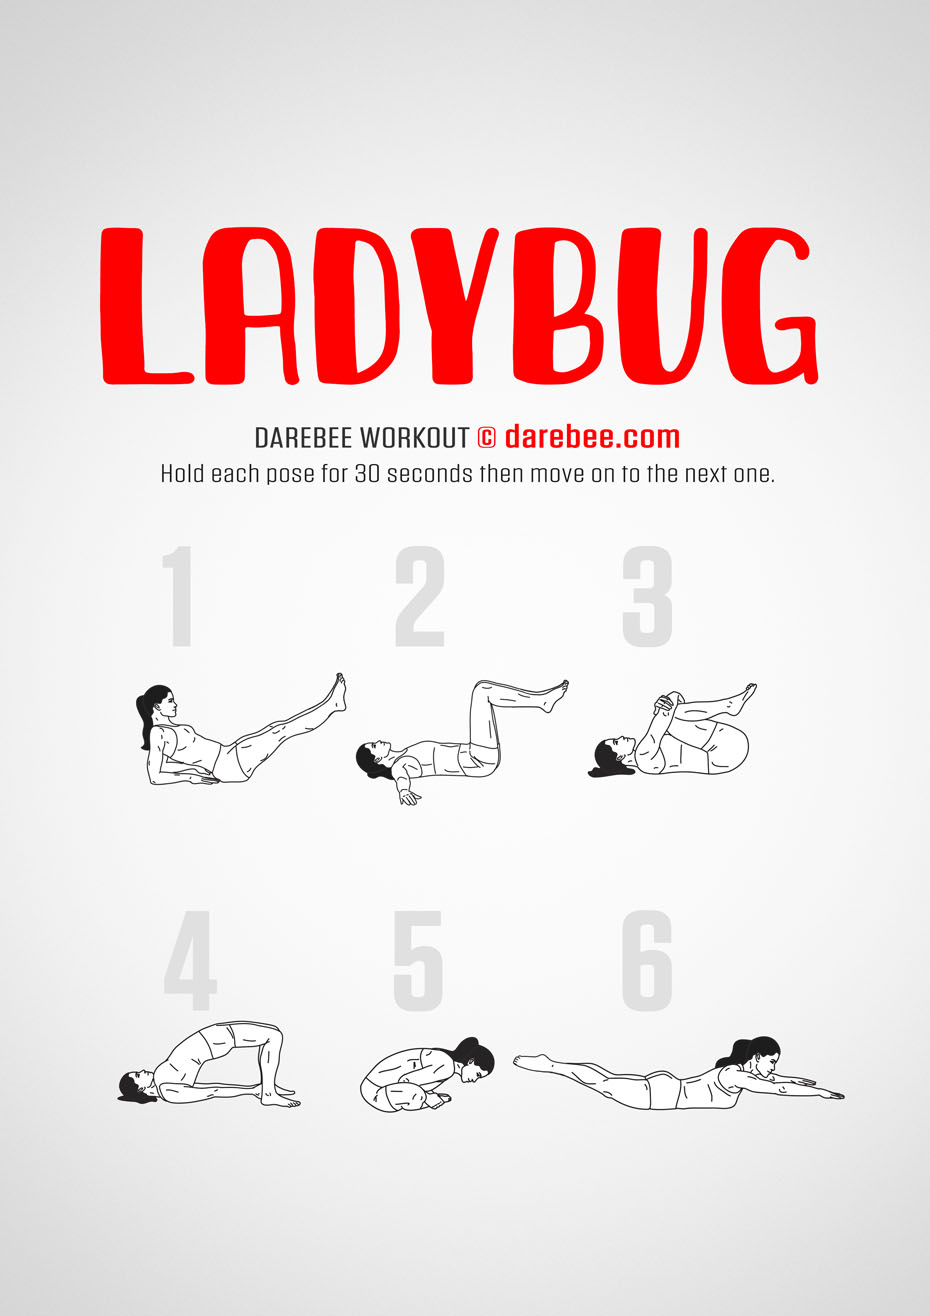 LADYBUG
DAREBEE WORKOUT © darebee.com
Hold each pose for 30 seconds then move on to the next one.
1 2 3
4 5 6